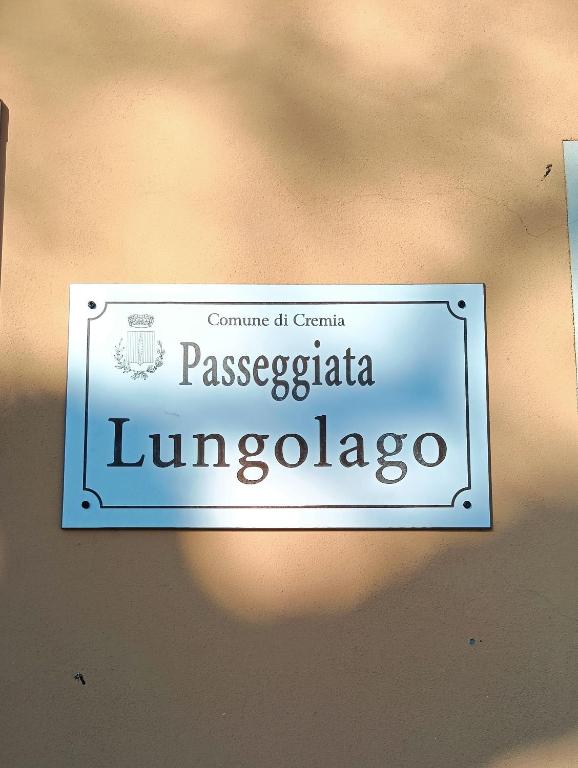 Comune di Cremia
Passeggiata
Lungolago